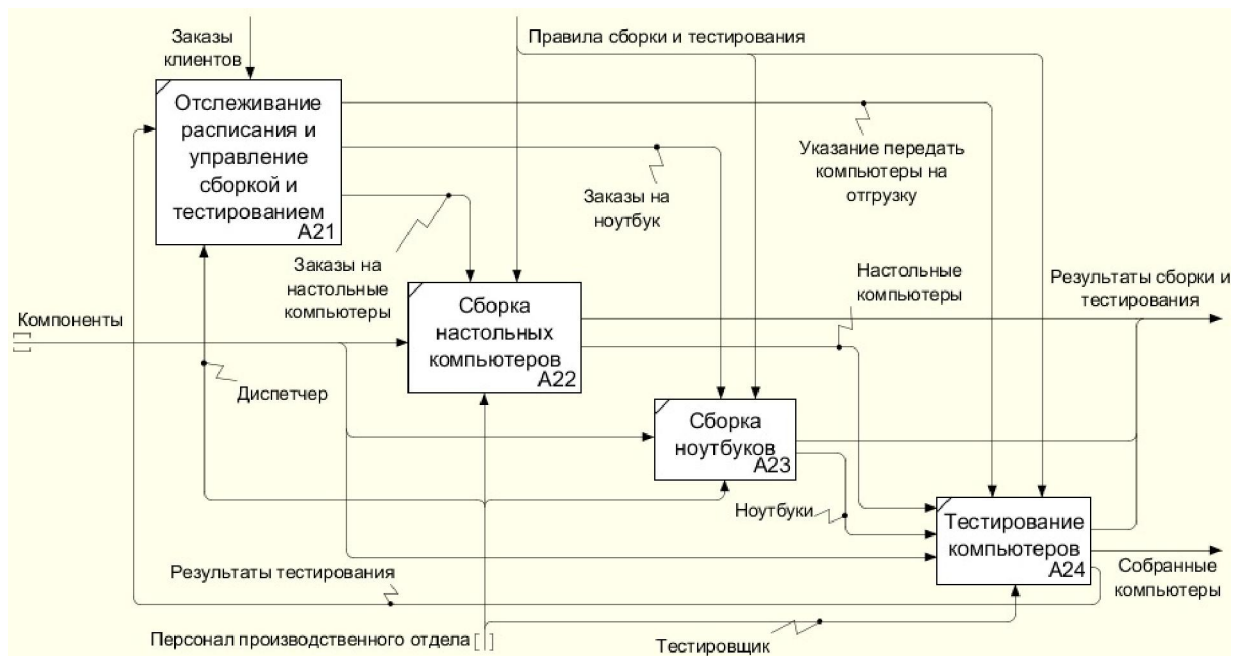 Заказы
клиентов
Правила сборки и тестирования
Отслеживание
расписания и
управление
сборкой и
тестированием
A21
Указание передать
компьютеры на
отгрузку
Заказы на
ноутбук
Заказы на
настольные
компьютеры
Настольные
компьютеры
Результаты сборки и
тестирования
Компоненты
Сборка
настольных
компьютеров
A22
Диспетчер
Сборка
ноутбуков
A23
Ноутбуки
Тестирование
компьютеров
A24
Результаты тестирования
Собранные
компьютеры
Персонал производственного отдела
Тестировщик